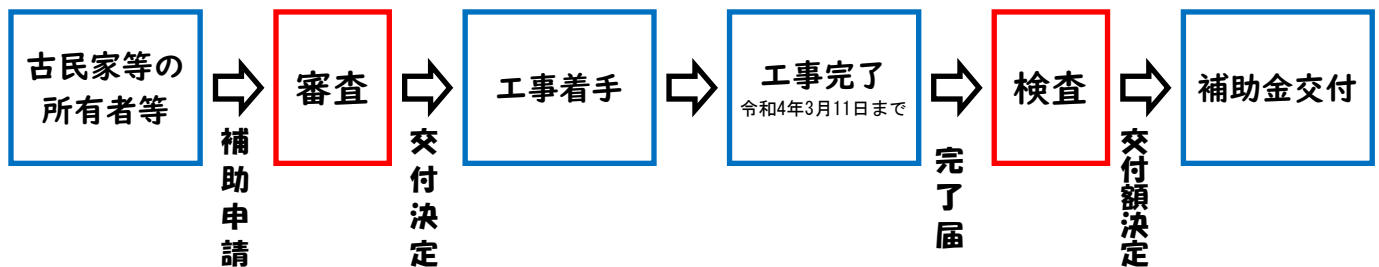 古民家等の
所有者等
補助申請
審査
交付決定
工事着手
工事完了
令和4年3月11日まで
完了届
検査
交付額決定
補助金交付